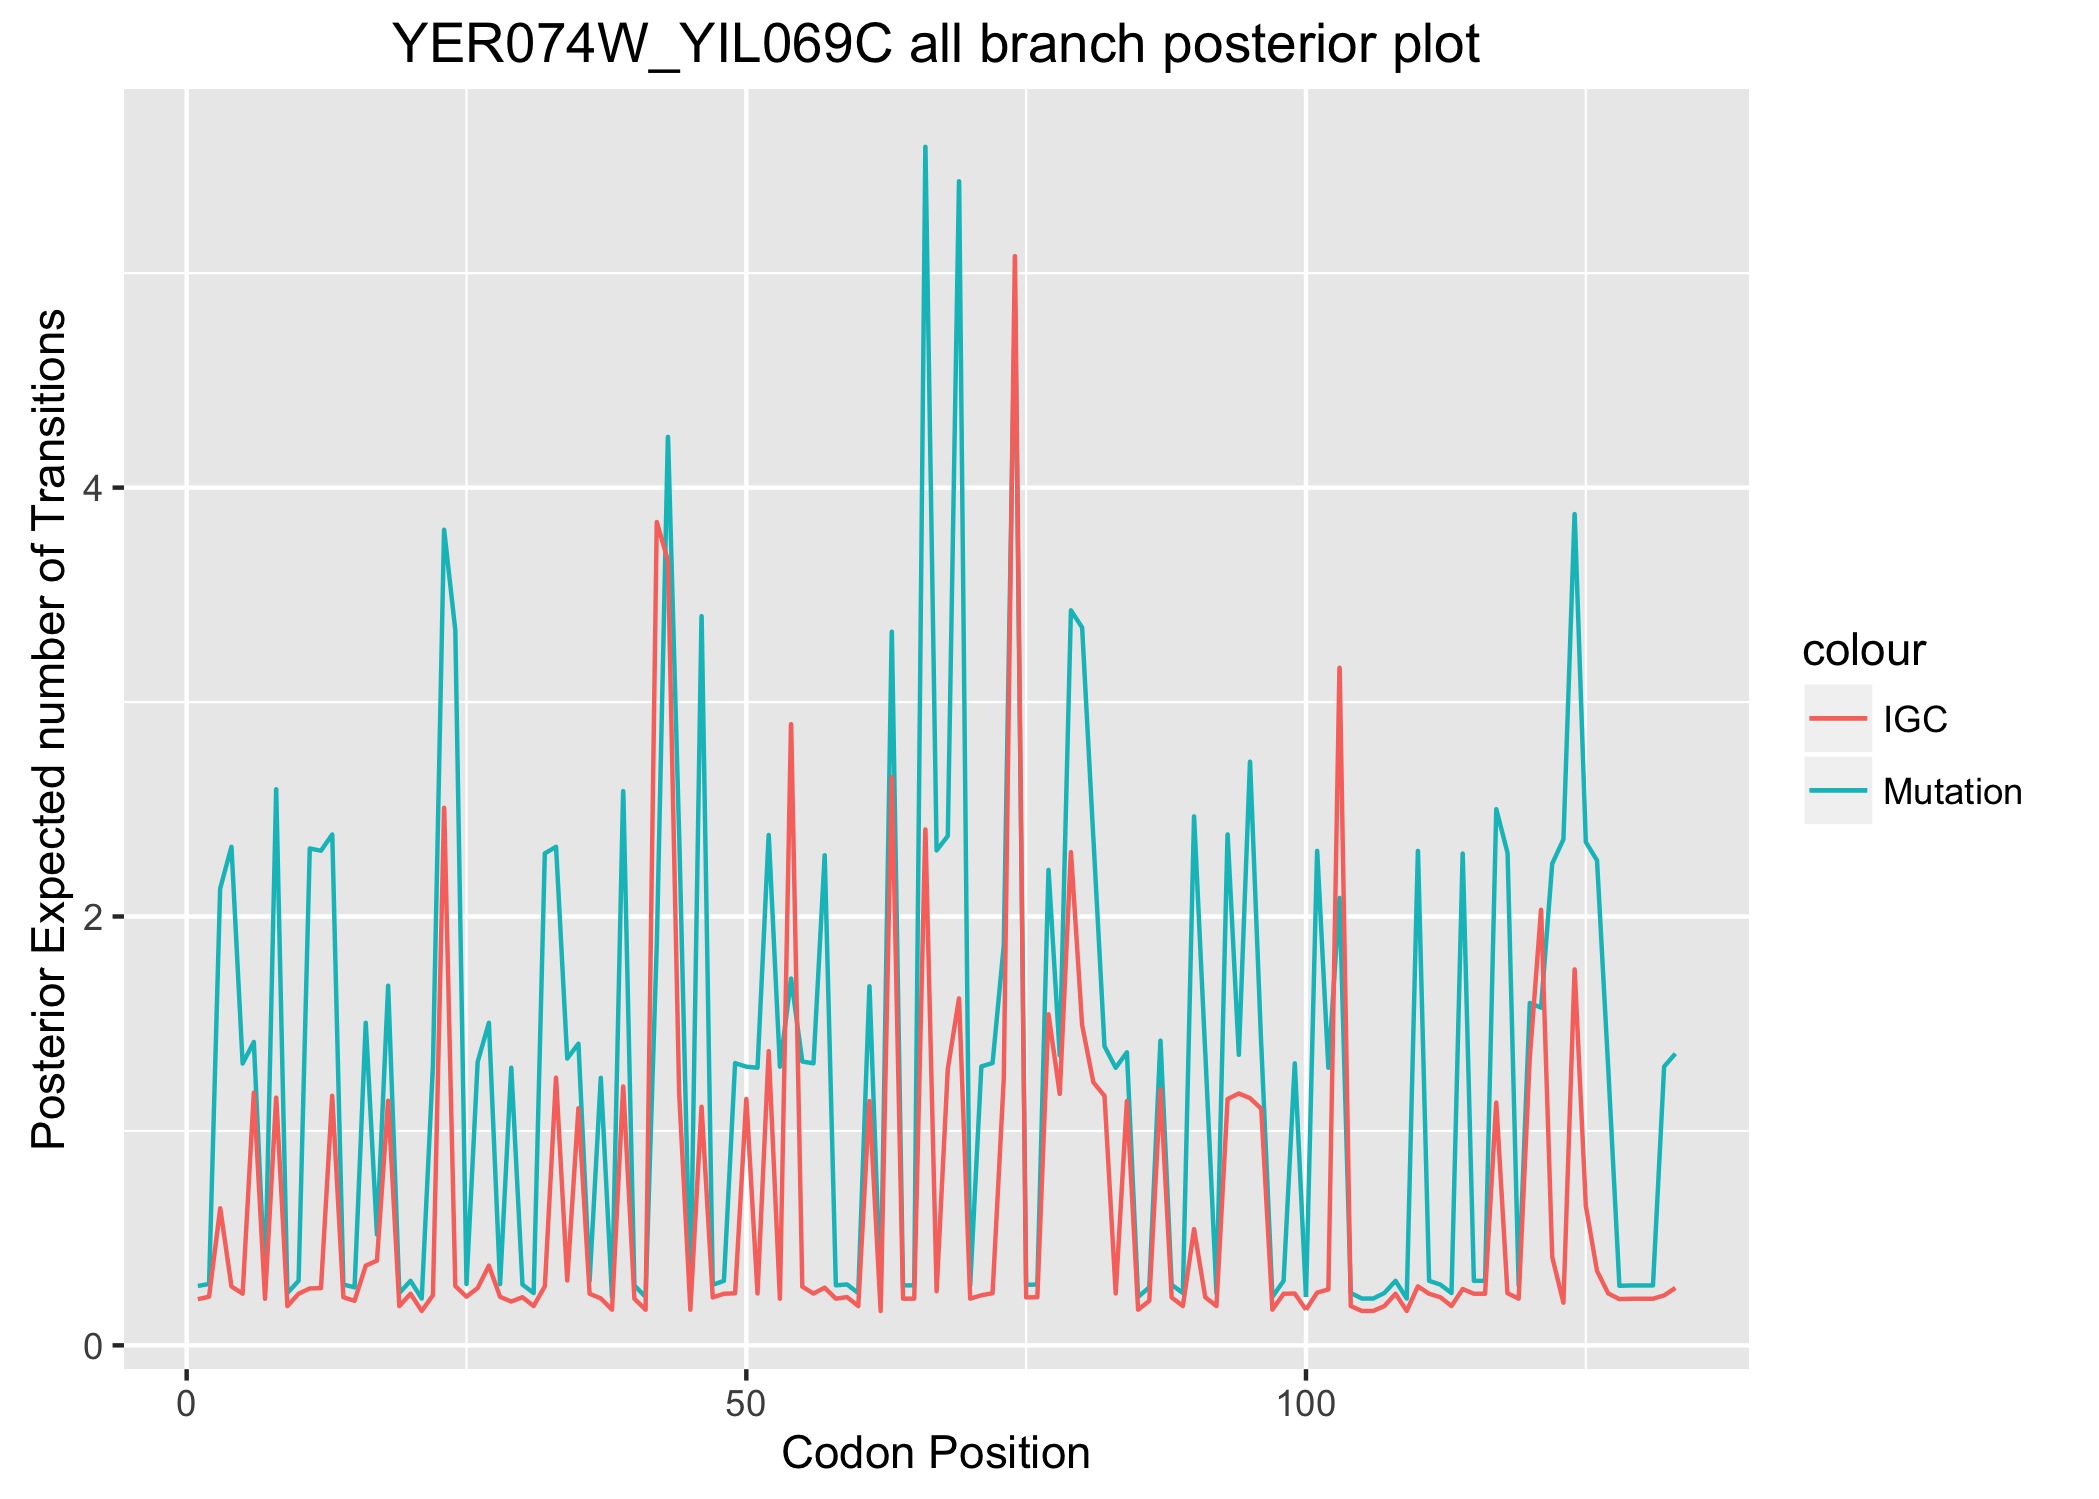 YER074W_YIL069C all branch posterior plot
Posterior Expected number of Transitions
4
2
0
0 50 100
Codon Position
colour
IGC
Mutation